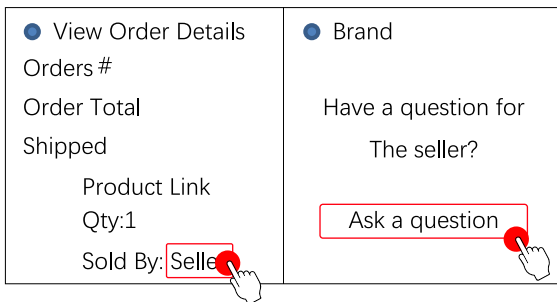 View Order Details
Orders #
Order Total
Shipped
Product Link
Qty:1
Sold By: Selle
Brand
Have a question for
The seller?
Ask a question